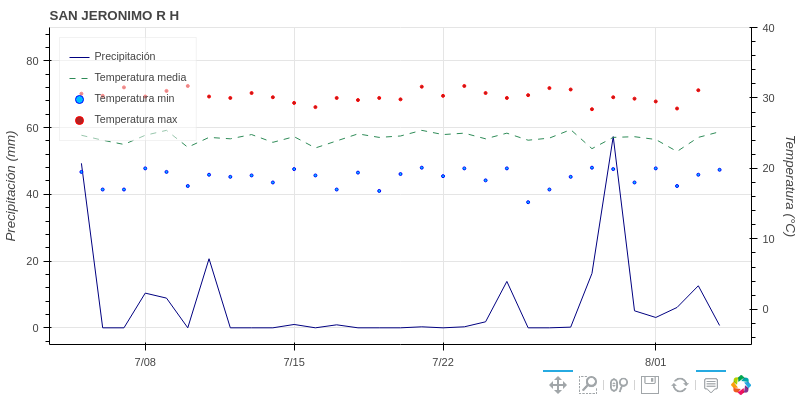 SAN JERONIMO R H
Precipitación
Temperatura media
Temperatura min
Temperatura max
Precipitación (mm)
80
60
40
20
0
Temperatura (°C)
40
30
20
10
0
7/08
7/15
7/22
8/01